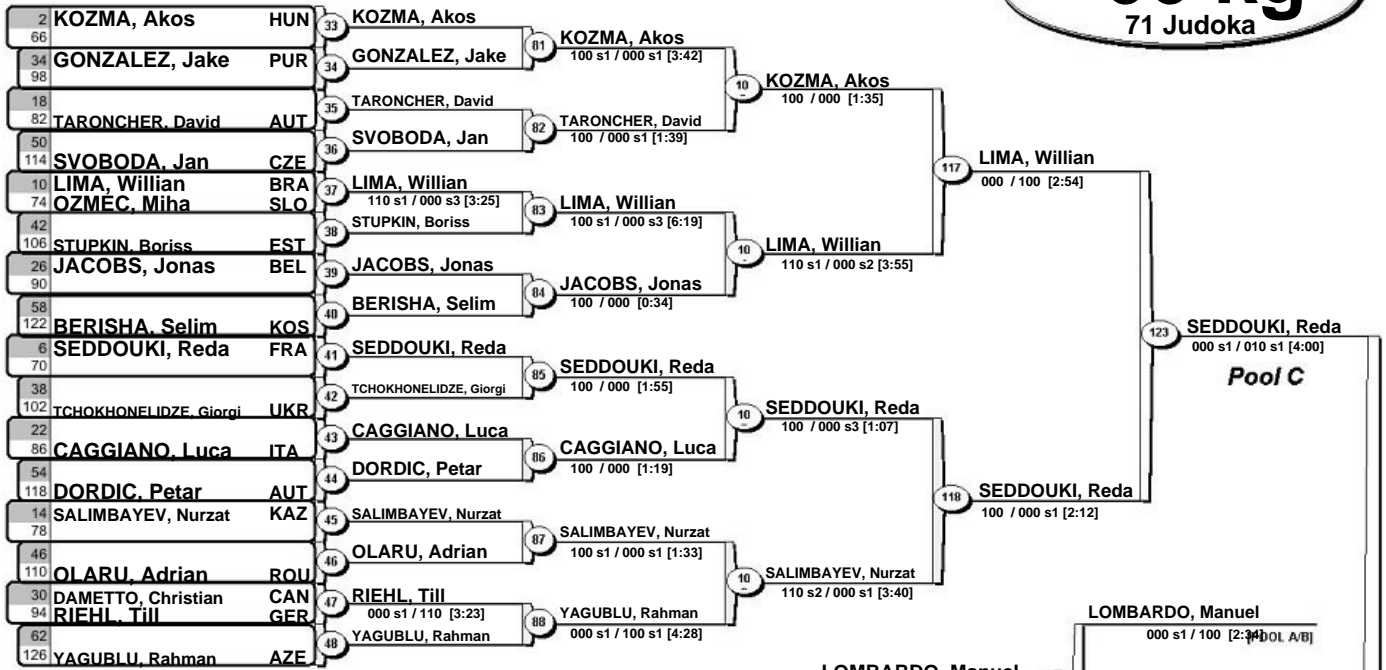 kg
71 Judoka
2 KOZMA, Akos HUN
66
34 GONZALEZ, Jake PUR
98
18
82 TARONCHER, David AUT
50
114 SVOBODA, Jan CZE
10 LIMA, Willian BRA
74 OZMEC, Miha SLO
42
106 STUPKIN, Boriss EST
26 JACOBS, Jonas BEL
90
58
122 BERISHA, Selim KOS
6 SEDDOUKI, Reda FRA
70
38
102 TCHOKHONELIDZE, Giorgi UKR
22
86 CAGGIANO, Luca ITA
54
118 DORDIC, Petar AUT
14 SALIMBAYEV, Nurzat KAZ
78
46
110 OLARU, Adrian ROU
30 DAMETTO, Christian CAN
94 RIEHL, Till GER
62
126 YAGUBLU, Rahman AZE
33 KOZMA, Akos
34 GONZALEZ, Jake
35 TARONCHER, David
36 SVOBODA, Jan
37 LIMA, Willian
110 s1 / 000 s3 [3:25]
38 STUPKIN, Boriss
39 JACOBS, Jonas
40 BERISHA, Selim
41 SEDDOUKI, Reda
42 TCHOKHONELIDZE, Giorgi
43 CAGGIANO, Luca
44 DORDIC, Petar
45 SALIMBAYEV, Nurzat
46 OLARU, Adrian
47 RIEHL, Till
000 s1 / 110 [3:23]
48 YAGUBLU, Rahman
81 KOZMA, Akos
100 s1 / 000 s1 [3:42]
82 TARONCHER, David
100 / 000 s1 [1:39]
83 LIMA, Willian
100 s1 / 000 s3 [6:19]
84 JACOBS, Jonas
100 / 000 [0:34]
85 SEDDOUKI, Reda
100 / 000 [1:55]
86 CAGGIANO, Luca
100 / 000 [1:19]
87 SALIMBAYEV, Nurzat
100 s1 / 000 s1 [1:33]
88 YAGUBLU, Rahman
000 s1 / 100 s1 [4:28]
10 KOZMA, Akos
100 / 000 [1:35]
10 LIMA, Willian
110 s1 / 000 s2 [3:55]
10 SEDDOUKI, Reda
100 / 000 s3 [1:07]
10 SALIMBAYEV, Nurzat
110 s2 / 000 s1 [3:40]
117 LIMA, Willian
000 / 100 [2:54]
118 SEDDOUKI, Reda
100 / 000 s1 [2:12]
123 SEDDOUKI, Reda
000 s1 / 010 s1 [4:00]
Pool C
LOMBARDO, Manuel
000 s1 / 100 [2:34] [POOL A/B]
LOMBARDO, Manuel